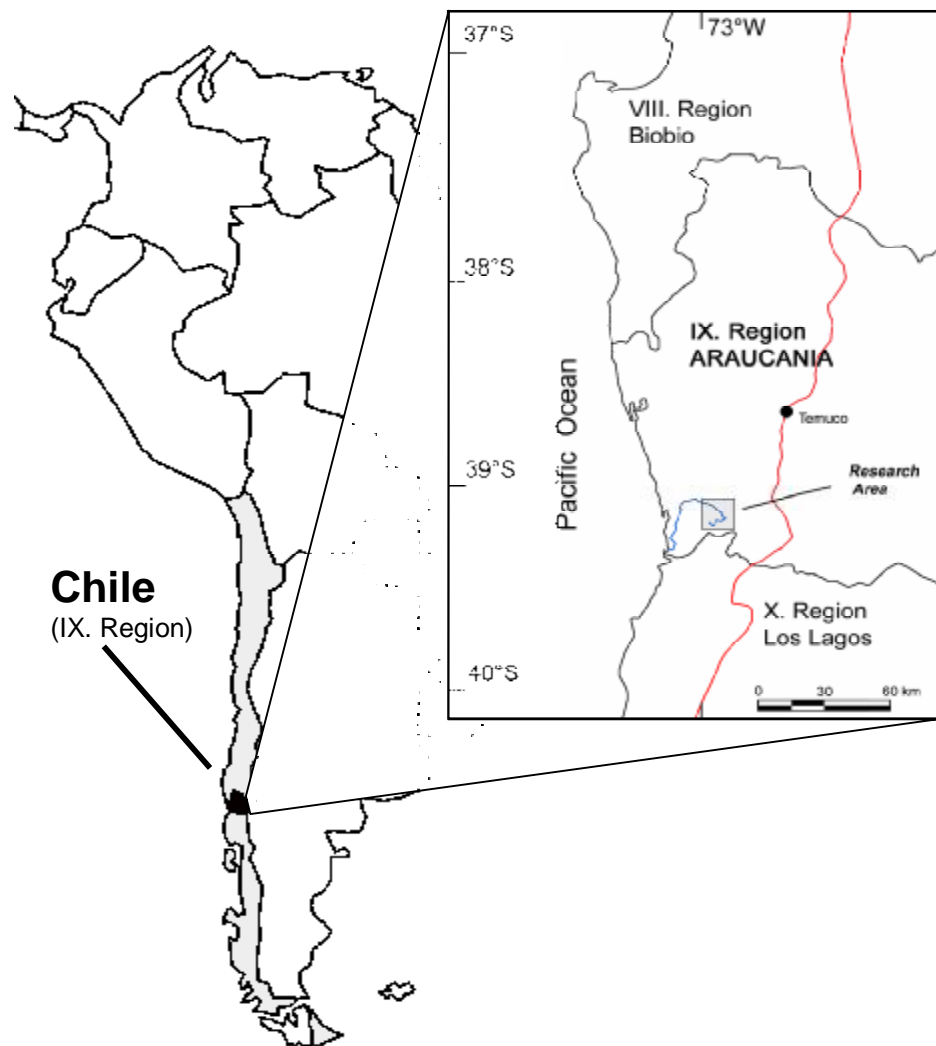 Chile
(IX. Region)
73°W
37°S
VIII. Region
Biobio
38°S
IX. Region
ARAUCANIA
Temuco
Pacific Ocean
39°S
Research
Area
X. Region
Los Lagos
40°S
0 30 60 km